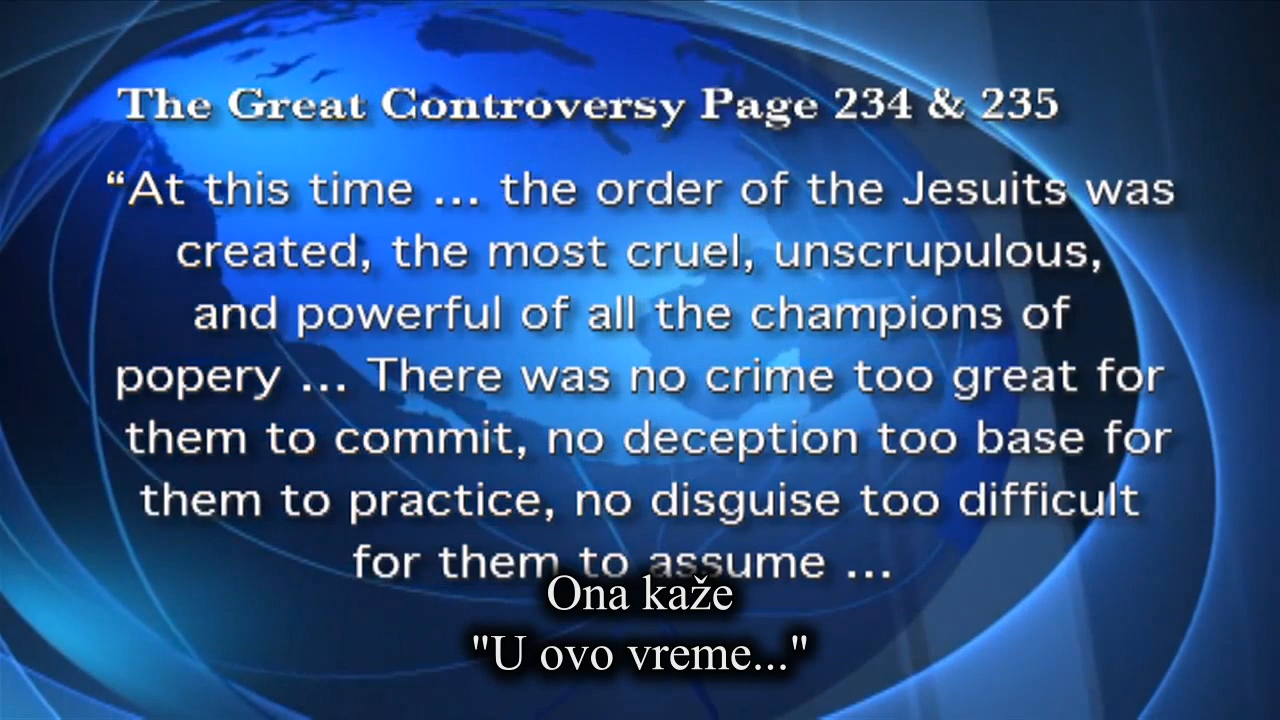 The Great Controversy Page 234 & 235
“At this time ... the order of the Jesuits was
created, the most cruel, unscrupulous,
and powerful of all the champions of
popery ... There was no crime too great for
them to commit, no deception too base for
them to practice, no disguise too difficult
for them to assume ...
Ona kaže
"U ovo vreme..."